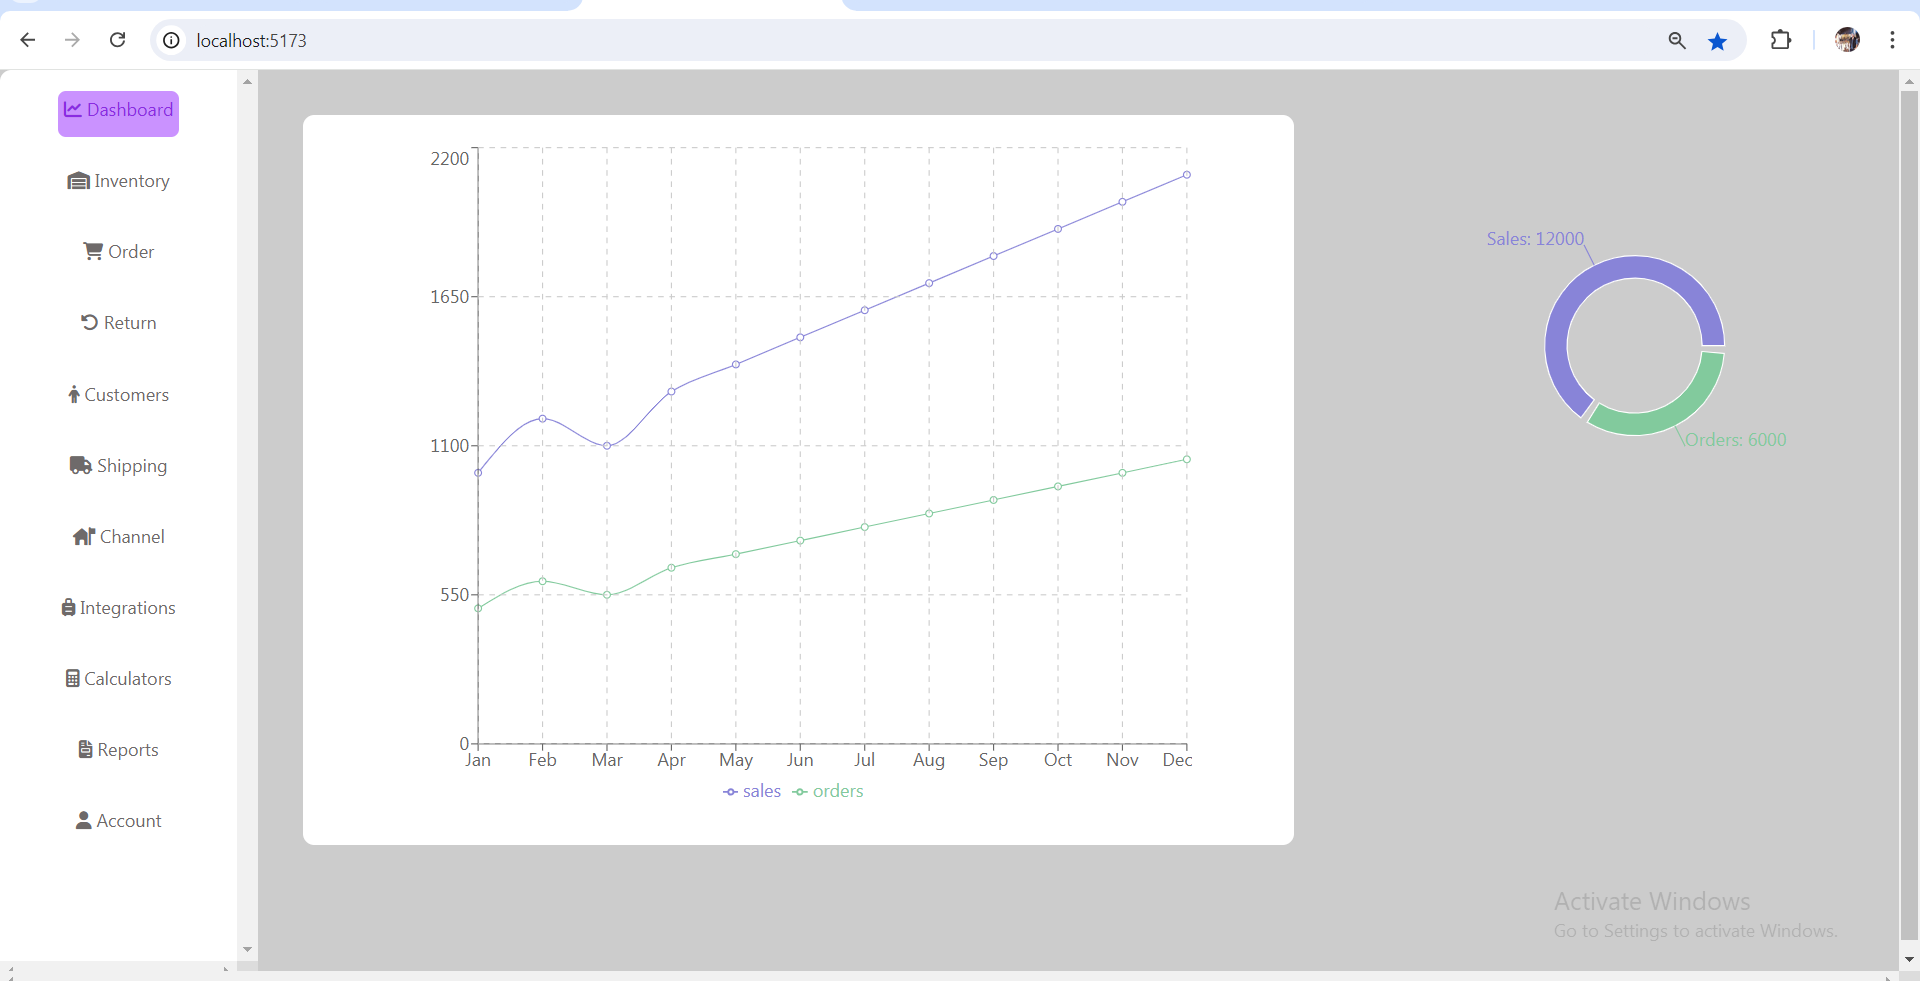 localhost:5173
Dashboard
Inventory
Order
Return
Customers
Shipping
Channel
Integrations
Calculators
Reports
Account
2200
1650
1100
550
0
Jan Feb Mar Apr May Jun Jul Aug Sep Oct Nov Dec
sales orders
Sales: 12000
Orders: 6000
Activate Windows
Go to Settings to activate Windows.